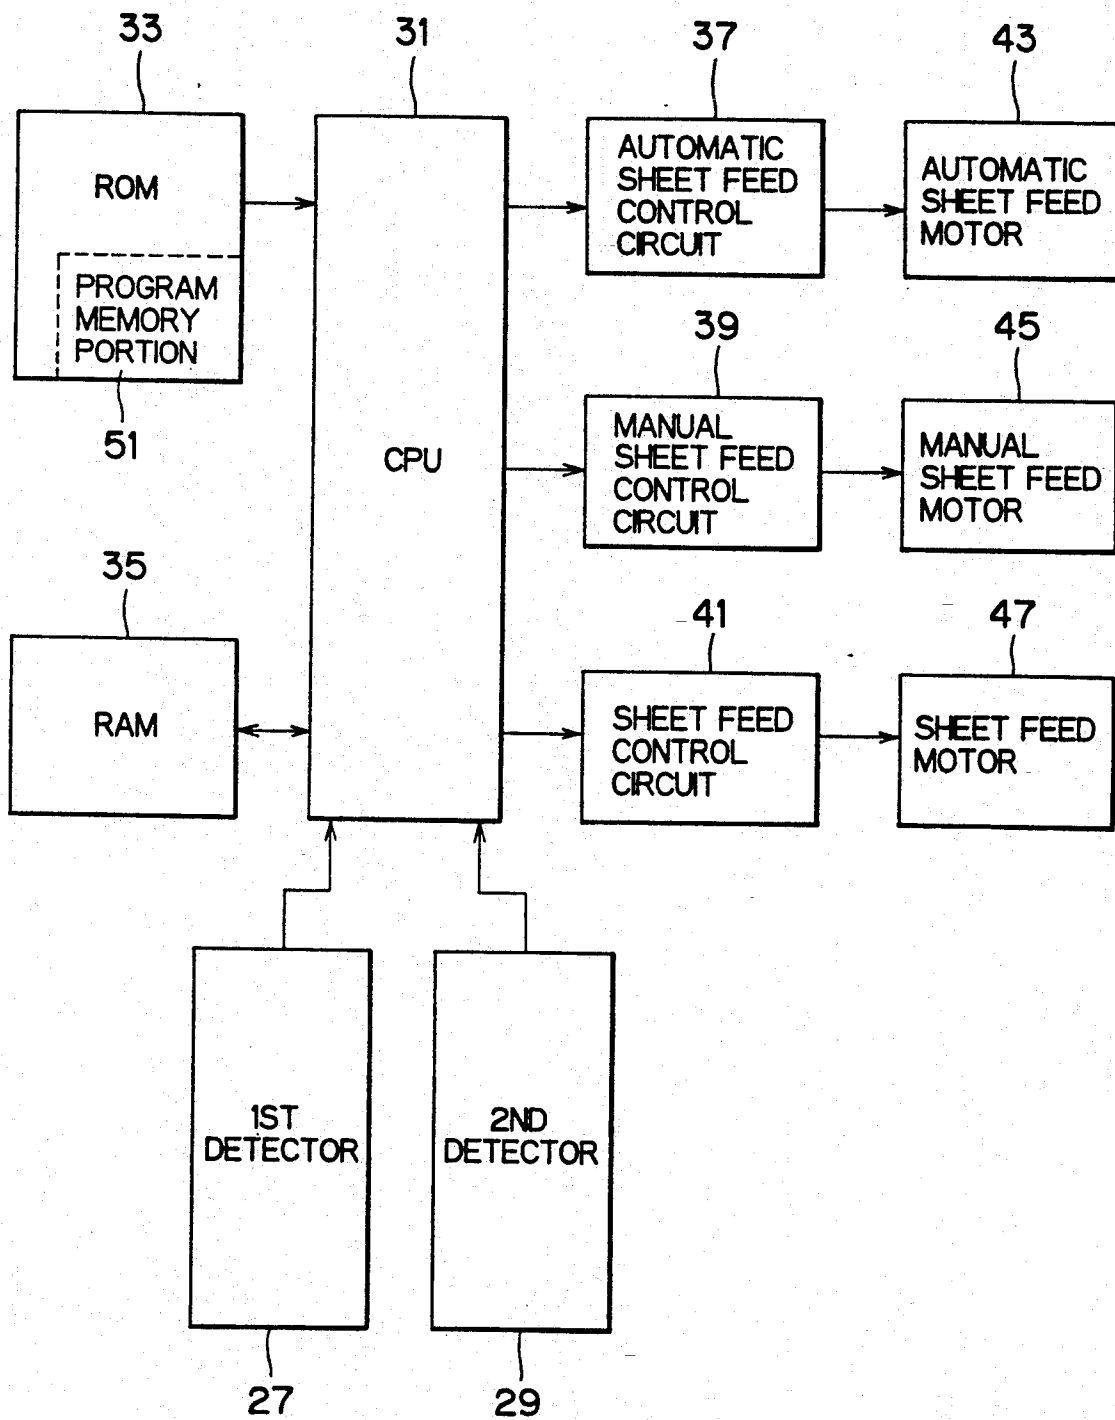 33
31
37
43
ROM
PROGRAM
MEMORY
PORTION
51
CPU
AUTOMATIC
SHEET FEED
CONTROL
CIRCUIT
AUTOMATIC
SHEET FEED
MOTOR
39
45
MANUAL
SHEET FEED
CONTROL
CIRCUIT
MANUAL
SHEET FEED
MOTOR
35
41
47
RAM
SHEET FEED
CONTROL
CIRCUIT
SHEET FEED
MOTOR
1ST
DETECTOR
2ND
DETECTOR
27
29